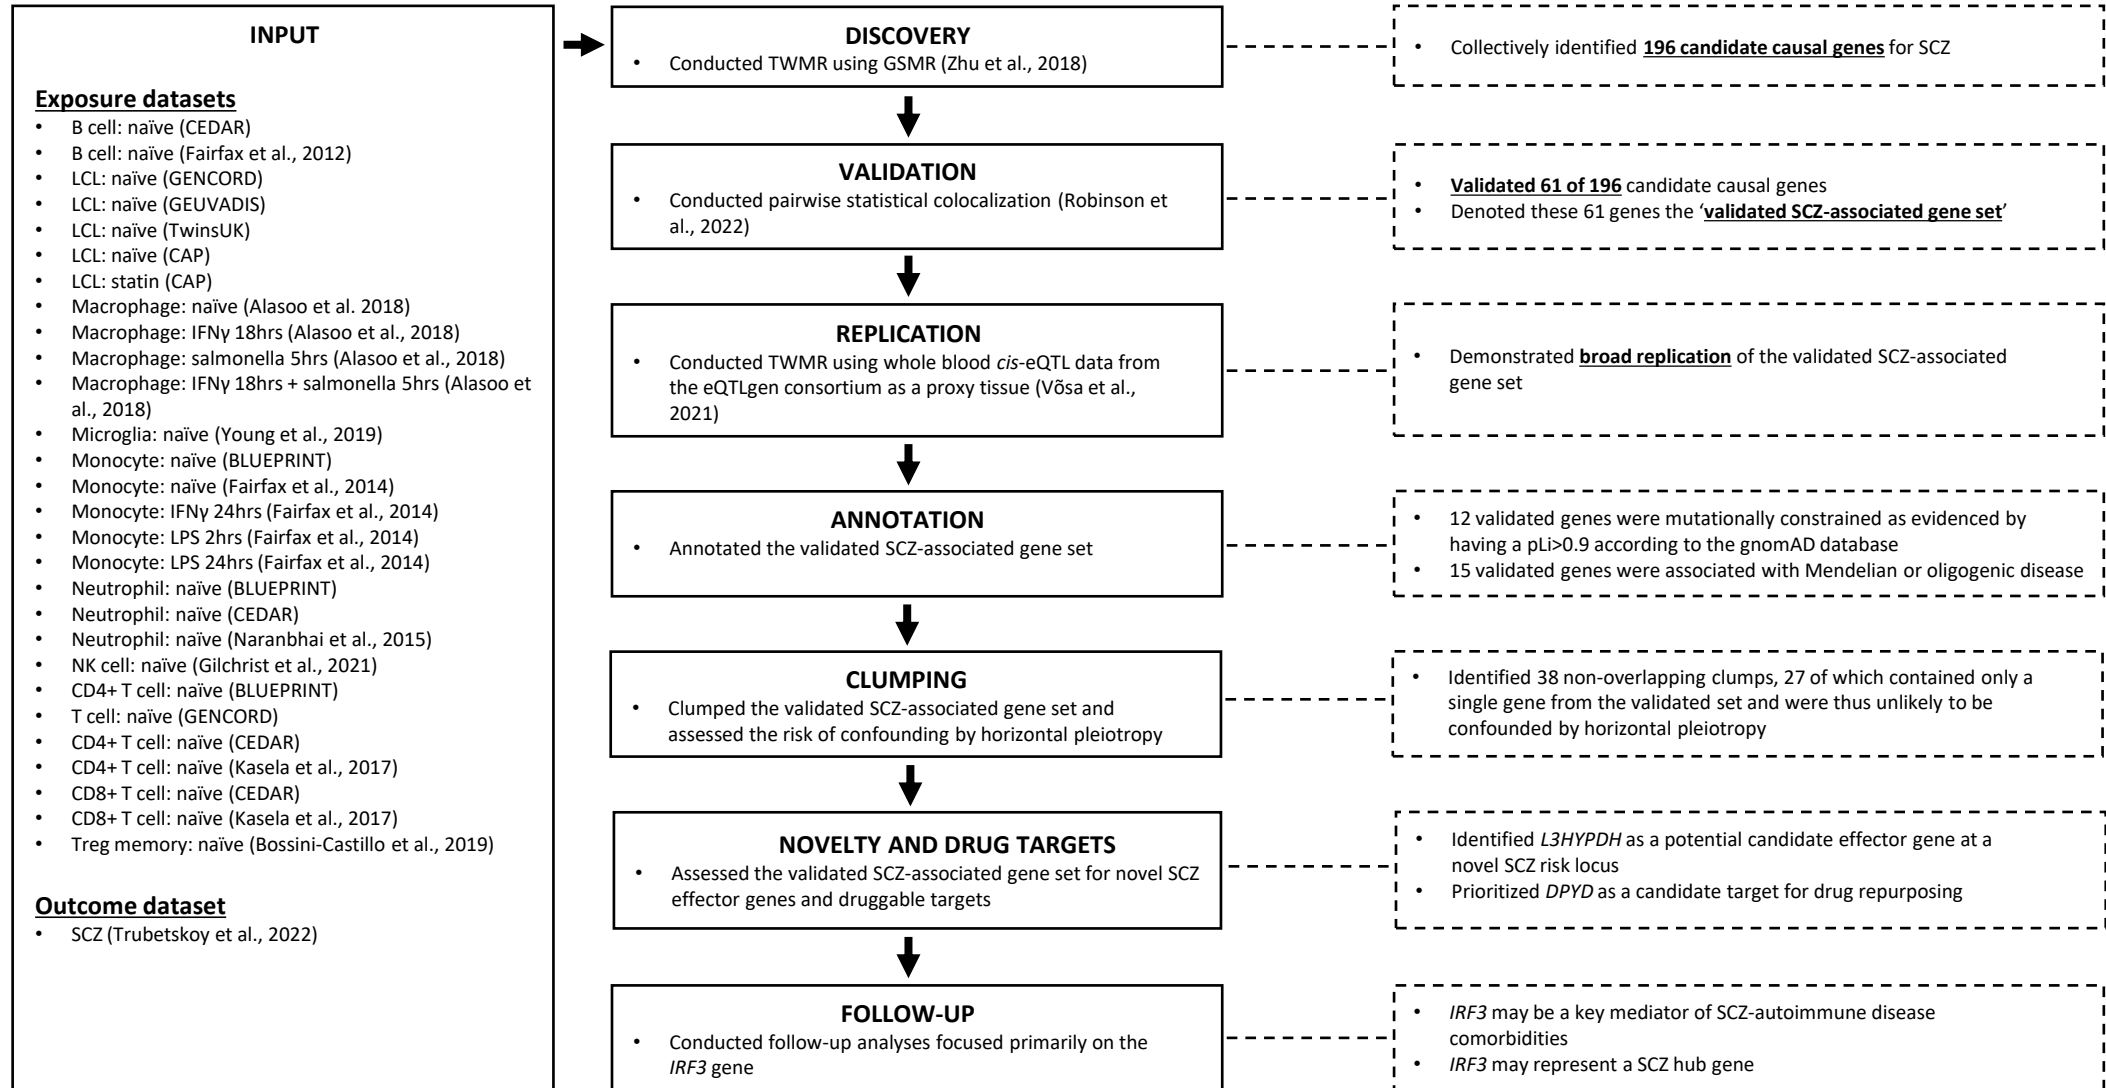 INPUT
Exposure datasets
• B cell: naïve (CEDAR)
• B cell: naïve (Fairfax et al., 2012)
• LCL: naïve (GENCORD)
• LCL: naïve (GEUVADIS)
• LCL: naïve (TwinsUK)
• LCL: naïve (CAP)
• LCL: statin (CAP)
• Macrophage: naïve (Alasoo et al. 2018)
• Macrophage: IFNγ 18hrs (Alasoo et al., 2018)
• Macrophage: salmonella 5hrs (Alasoo et al., 2018)
• Macrophage: IFNγ 18hrs + salmonella 5hrs (Alasoo et
al., 2018)
• Microglia: naïve (Young et al., 2019)
• Monocyte: naïve (BLUEPRINT)
• Monocyte: naïve (Fairfax et al., 2014)
• Monocyte: IFNγ 24hrs (Fairfax et al., 2014)
• Monocyte: LPS 2hrs (Fairfax et al., 2014)
• Monocyte: LPS 24hrs (Fairfax et al., 2014)
• Neutrophil: naïve (BLUEPRINT)
• Neutrophil: naïve (CEDAR)
• Neutrophil: naïve (Naranbhai et al., 2015)
• NK cell: naïve (Gilchrist et al., 2021)
• CD4+ T cell: naïve (BLUEPRINT)
• T cell: naïve (GENCORD)
• CD4+ T cell: naïve (CEDAR)
• CD4+ T cell: naïve (Kasela et al., 2017)
• CD8+ T cell: naïve (CEDAR)
• CD8+ T cell: naïve (Kasela et al., 2017)
• Treg memory: naïve (Bossini-Castillo et al., 2019)
Outcome dataset
• SCZ (Trubetskoy et al., 2022)
DISCOVERY
• Conducted TWMR using GSMR (Zhu et al., 2018)
• Collectively identified 196 candidate causal genes for SCZ
VALIDATION
• Conducted pairwise statistical colocalization (Robinson et
al., 2022)
• Validated 61 of 196 candidate causal genes
• Denoted these 61 genes the ‘validated SCZ-associated gene set’
REPLICATION
• Conducted TWMR using whole blood cis-eQTL data from
the eQTLgen consortium as a proxy tissue (Võsa et al.,
2021)
• Demonstrated broad replication of the validated SCZ-associated
gene set
ANNOTATION
• Annotated the validated SCZ-associated gene set
• 12 validated genes were mutationally constrained as evidenced by
having a pLi>0.9 according to the gnomAD database
• 15 validated genes were associated with Mendelian or oligogenic disease
CLUMPING
• Clumped the validated SCZ-associated gene set and
assessed the risk of confounding by horizontal pleiotropy
• Identified 38 non-overlapping clumps, 27 of which contained only a
single gene from the validated set and were thus unlikely to be
confounded by horizontal pleiotropy
NOVELTY AND DRUG TARGETS
• Assessed the validated SCZ-associated gene set for novel SCZ
effector genes and druggable targets
• Identified L3HYPDH as a potential candidate effector gene at a
novel SCZ risk locus
• Prioritized DPYD as a candidate target for drug repurposing
FOLLOW-UP
• Conducted follow-up analyses focused primarily on the
IRF3 gene
• IRF3 may be a key mediator of SCZ-autoimmune disease
comorbidities
• IRF3 may represent a SCZ hub gene